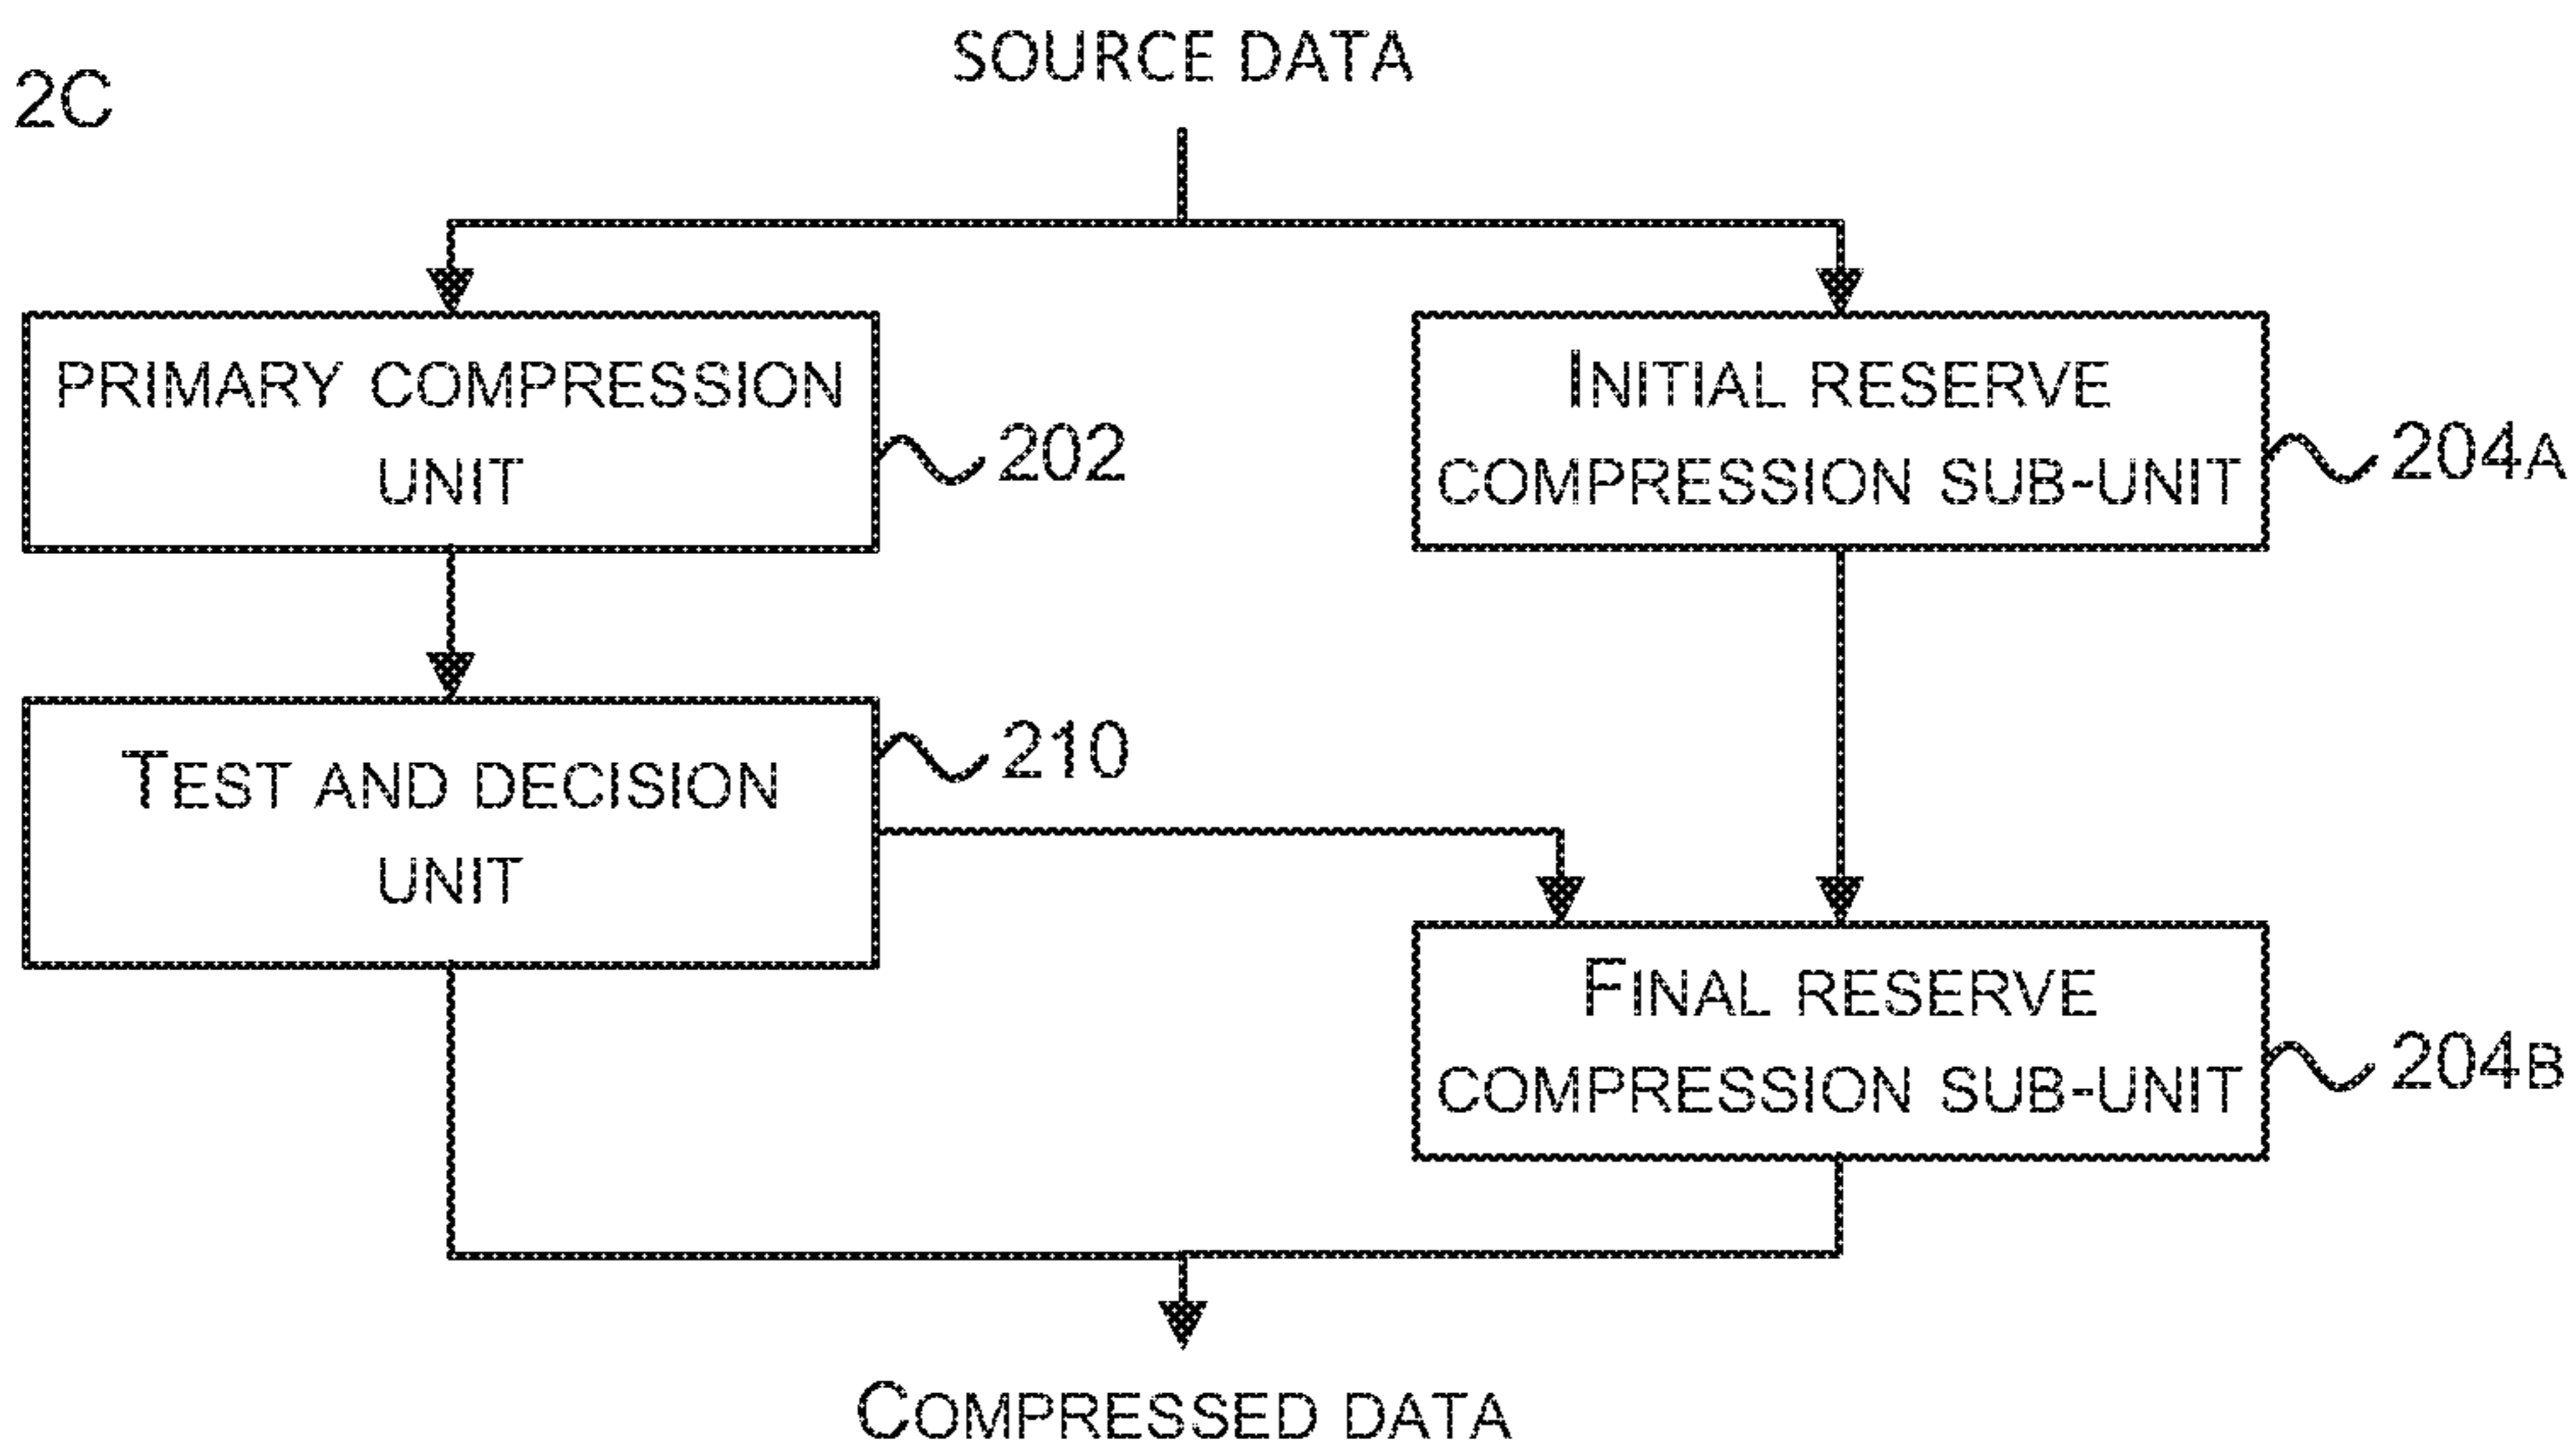 2C
SOURCE DATA
PRIMARY COMPRESSION
UNIT
202
INITIAL RESERVE
COMPRESSION SUB-UNIT
204A
TEST AND DECISION
UNIT
210
FINAL RESERVE
COMPRESSION SUB-UNIT
204B
COMPRESSED DATA